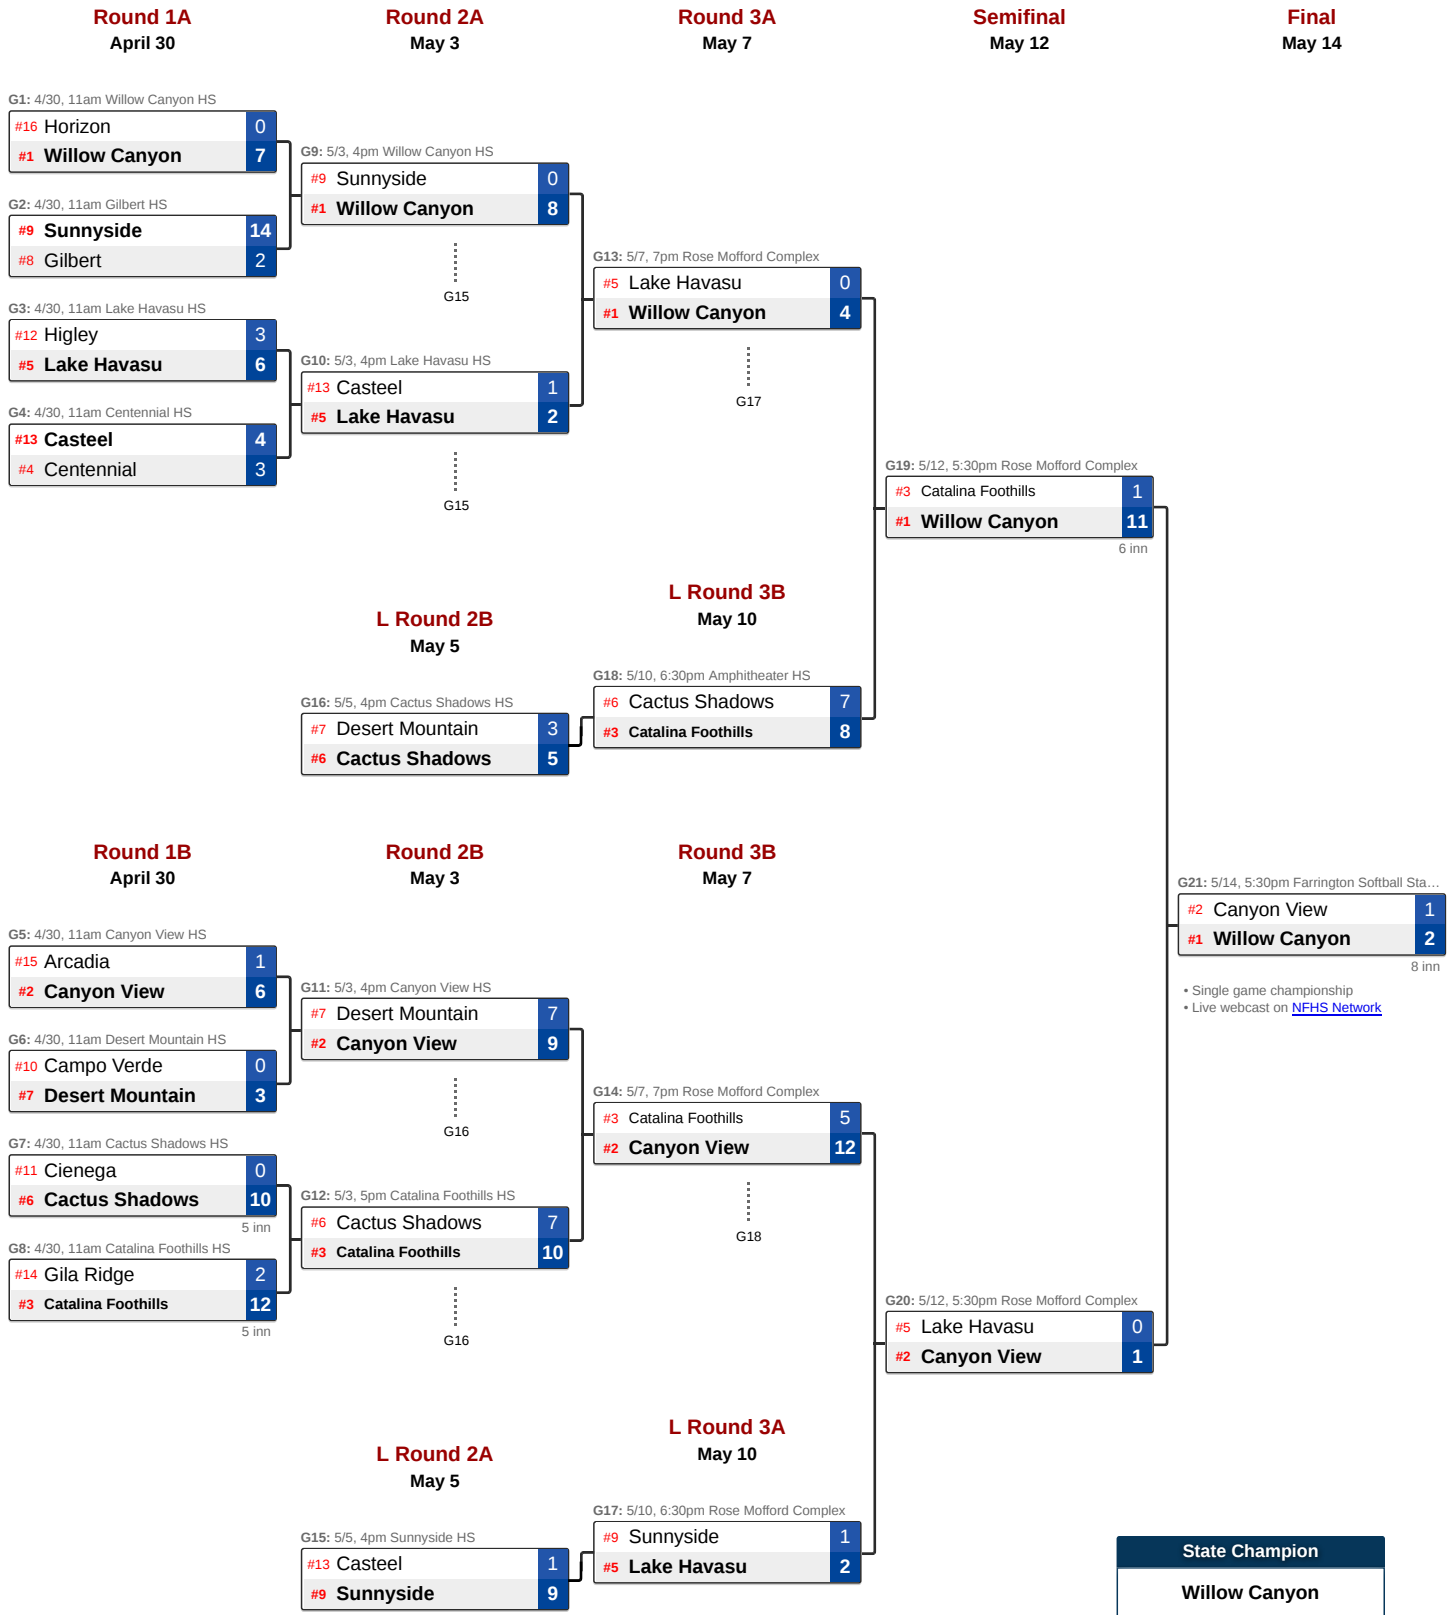 Round 1A
April 30
Round 2A
May 3
Round 3A
May 7
Semifinal
May 12
Final
May 14
G1: 4/30, 11am Willow Canyon HS
#16 Horizon 0
#1 Willow Canyon 7
G2: 4/30, 11am Gilbert HS
#9 Sunnyside 14
#8 Gilbert 2
G3: 4/30, 11am Lake Havasu HS
#12 Higley 3
#5 Lake Havasu 6
G4: 4/30, 11am Centennial HS
#13 Casteel 4
#4 Centennial 3
G9: 5/3, 4pm Willow Canyon HS
#9 Sunnyside 0
#1 Willow Canyon 8
G15
G10: 5/3, 4pm Lake Havasu HS
#13 Casteel 1
#5 Lake Havasu 2
G15
G13: 5/7, 7pm Rose Mofford Complex
#5 Lake Havasu 0
#1 Willow Canyon 4
G17
G19: 5/12, 5:30pm Rose Mofford Complex
#3 Catalina Foothills 1
#1 Willow Canyon 11
6 inn
L Round 2B
May 5
G16: 5/5, 4pm Cactus Shadows HS
#7 Desert Mountain 3
#6 Cactus Shadows 5
L Round 3B
May 10
G18: 5/10, 6:30pm Amphitheater HS
#6 Cactus Shadows 7
#3 Catalina Foothills 8
Round 1B
April 30
Round 2B
May 3
Round 3B
May 7
G5: 4/30, 11am Canyon View HS
#15 Arcadia 1
#2 Canyon View 6
G6: 4/30, 11am Desert Mountain HS
#10 Campo Verde 0
#7 Desert Mountain 3
G7: 4/30, 11am Cactus Shadows HS
#11 Cienega 0
#6 Cactus Shadows 10
5 inn
G8: 4/30, 11am Catalina Foothills HS
#14 Gila Ridge 2
#3 Catalina Foothills 12
5 inn
G11: 5/3, 4pm Canyon View HS
#7 Desert Mountain 7
#2 Canyon View 9
G16
G12: 5/3, 5pm Catalina Foothills HS
#6 Cactus Shadows 7
#3 Catalina Foothills 10
G16
G14: 5/7, 7pm Rose Mofford Complex
#3 Catalina Foothills 5
#2 Canyon View 12
G18
G20: 5/12, 5:30pm Rose Mofford Complex
#5 Lake Havasu 0
#2 Canyon View 1
G21: 5/14, 5:30pm Farrington Softball Sta…
#2 Canyon View 1
#1 Willow Canyon 2
8 inn
• Single game championship
• Live webcast on NFHS Network
L Round 2A
May 5
G15: 5/5, 4pm Sunnyside HS
#13 Casteel 1
#9 Sunnyside 9
L Round 3A
May 10
G17: 5/10, 6:30pm Rose Mofford Complex
#9 Sunnyside 1
#5 Lake Havasu 2
State Champion
Willow Canyon